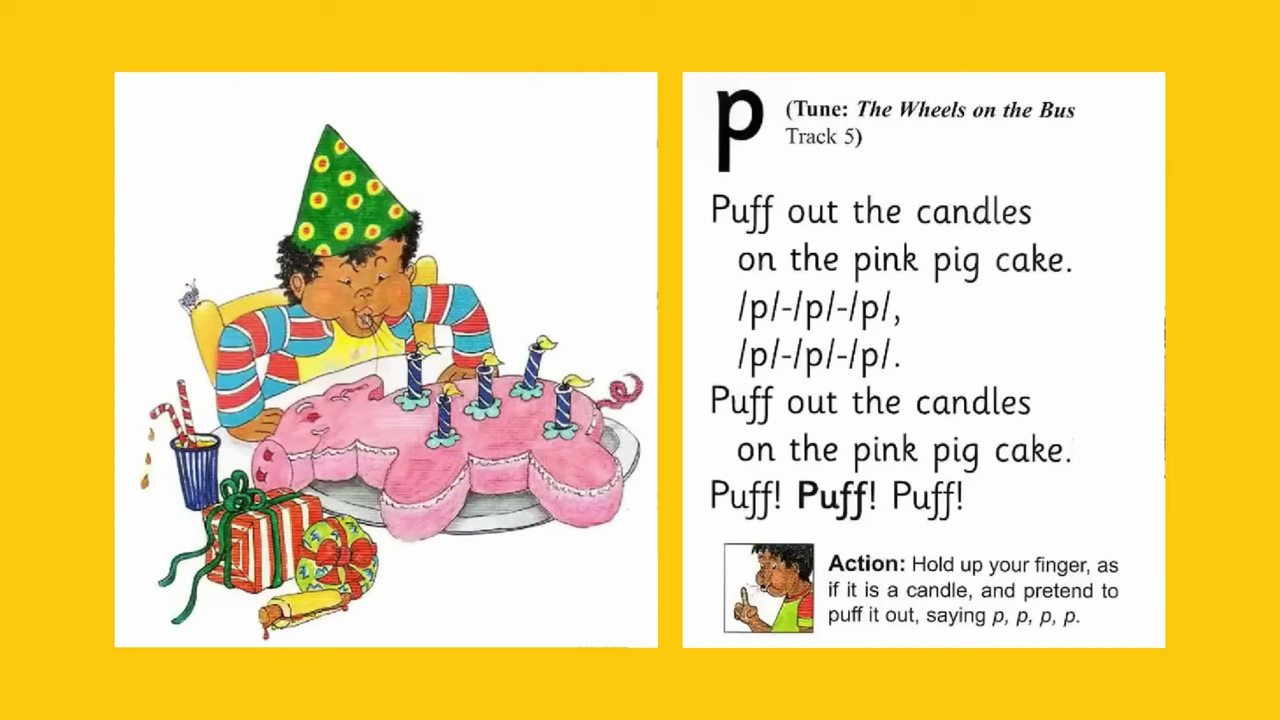 p
(Tune: The Wheels on the Bus
Track 5)
Puff out the candles
on the pink pig cake.
/p/-/p/-/p/,
/p/-/p/-/p/.
Puff out the candles
on the pink pig cake.
Puff! Puff! Puff!
Action: Hold up your finger, as
if it is a candle, and pretend to
puff it out, saying p, p, p, p.